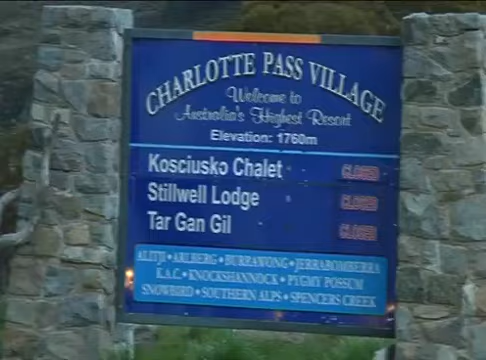 CHARLOTTE PASS VILLAGE
Welcome to
Australia's Highest Resort
Elevation: 1760m
Kosciusko Chalet CLOSED
Stillwell Lodge CLOSED
Tar Gan Gil CLOSED
ALITJI • ARLBERG • BURRAWONG • JERRABOMBERRA
K.A.C. • KNOCKSHANNOCK • PYGMY POSSUM
SNOWBIRD • SOUTHERN ALPS • SPENCERS CREEK